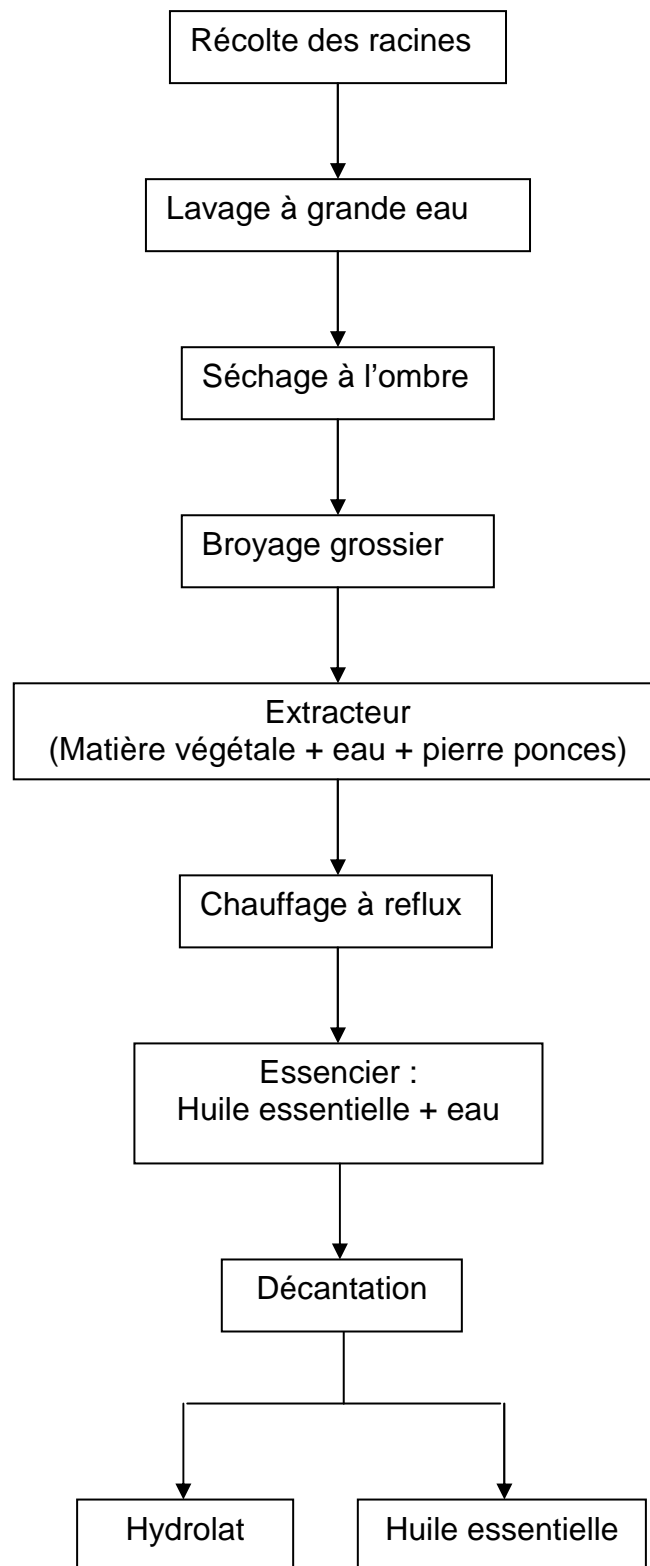 Récolte des racines
Lavage à grande eau
Séchage à l'ombre
Broyage grossier
Extracteur
(Matière végétale + eau + pierre ponces)
Chauffage à reflux
Essencier :
Huile essentielle + eau
Décantation
Hydrolat
Huile essentielle